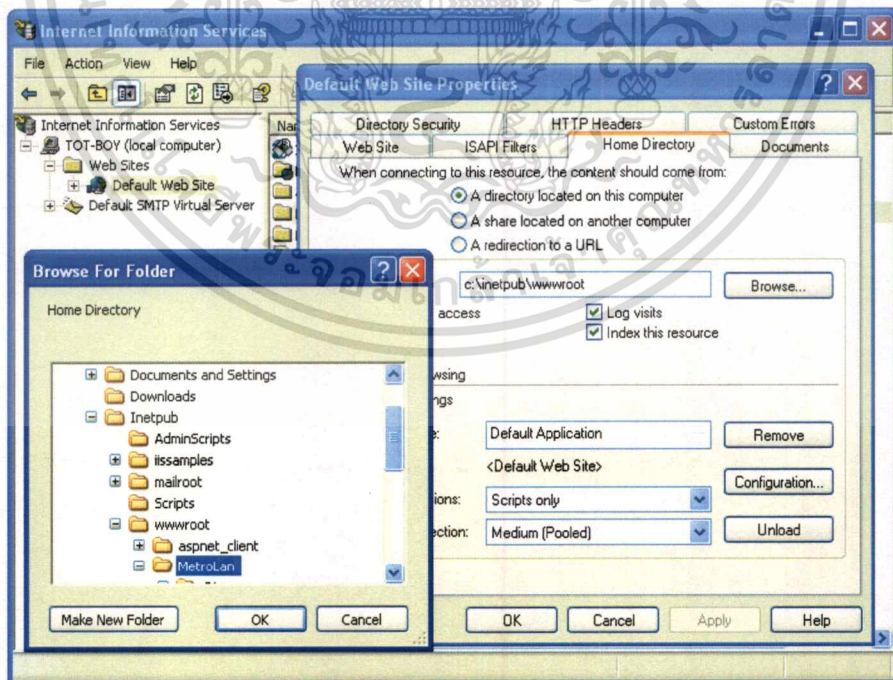 Internet Information Services
File Action View Help
Internet Information Services
TOT-BOY (local computer)
Web Sites
Default Web Site
Default SMTP Virtual Server
Default Web Site Properties
Directory Security HTTP Headers Custom Errors
Web Site ISAPI Filters Home Directory Documents
When connecting to this resource, the content should come from:
A directory located on this computer
A share located on another computer
A redirection to a URL
c:\inetpub\wwwroot Browse...
access Log visits
Index this resource
wsing
ngs
e: Default Application Remove
<Default Web Site>
Configuration...
ions: Scripts only
ection: Medium (Pooled) Unload
OK Cancel Apply Help
Browse For Folder
Home Directory
Documents and Settings
Downloads
Inetpub
AdminScripts
iissamples
mailroot
Scripts
wwwroot
aspnet_client
MetroLan
Make New Folder OK Cancel